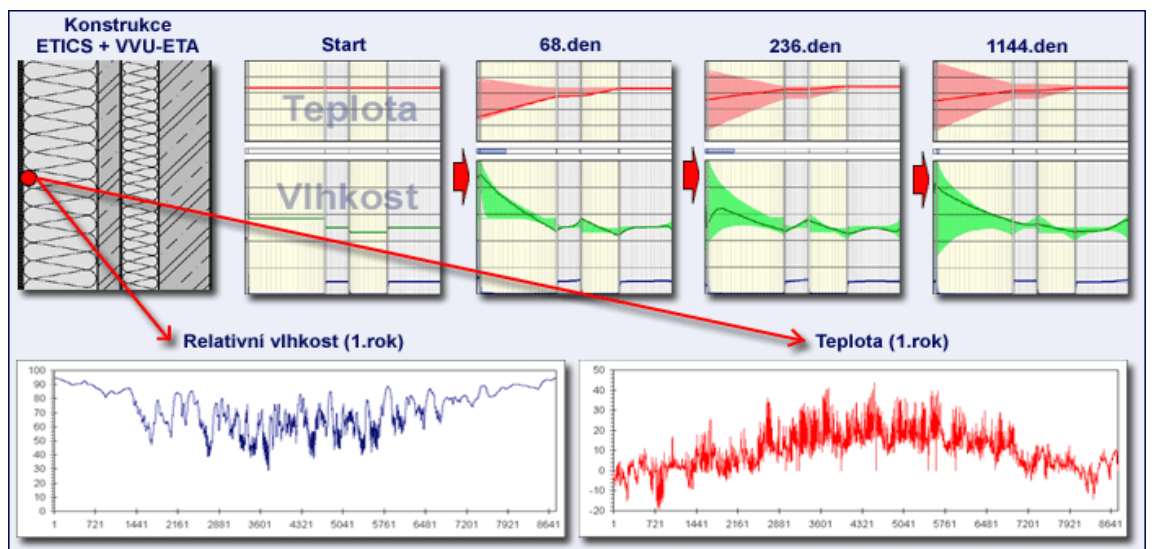 Konstrukce
ETICS + VVU-ETA
Start
68.den
236.den
1144.den
Teplota
Vlhkost
Relativní vlhkost (1.rok)
Teplota (1.rok)
100
90
80
70
60
50
40
30
20
10
0
1 721 1441 2161 2881 3601 4321 5041 5761 6481 7201 7921 8641
50
40
30
20
10
0
-10
-20
1 721 1441 2161 2881 3601 4321 5041 5761 6481 7201 7921 8641